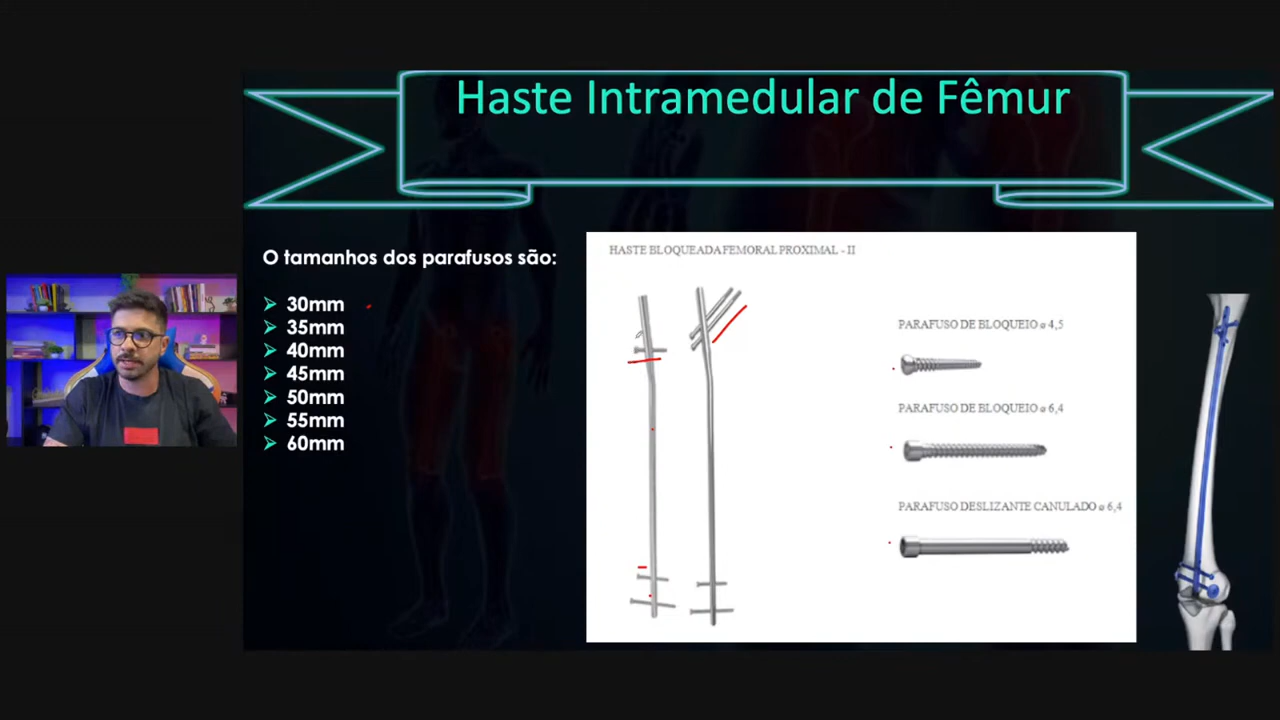 Haste Intramedular de Fêmur
O tamanhos dos parafusos são:
30mm
35mm
40mm
45mm
50mm
55mm
60mm
HASTE BLOQUEADA FEMORAL PROXIMAL - II
PARAFUSO DE BLOQUEIO ø 4,5
PARAFUSO DE BLOQUEIO ø 6,4
PARAFUSO DESLIZANTE CANULADO ø 6,4